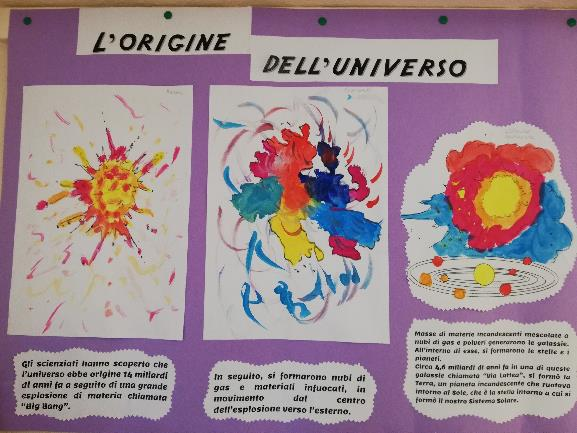 L'ORIGINE
DELL'UNIVERSO
Gli scienziati hanno scoperto che
l'universo ebbe origine 14 miliardi
di anni fa a seguito di una grande
esplosione di materia chiamata
"Big Bang".
In seguito, si formarono nubi di
gas e materiali infuocati, in
movimento dal centro
dell'esplosione verso l'esterno.
Masse di materie incandescenti mescolate a
nubi di gas e polveri generarono le galassie.
All'interno di esse, si formarono le stelle e i
pianeti.
Circa 4,6 miliardi di anni fa in una di queste
galassie chiamata "Via Lattea", si formò la
Terra, un pianeta incandescente che ruotava
intorno al Sole, che è la stella intorno a cui si
formò il nostro Sistema Solare.